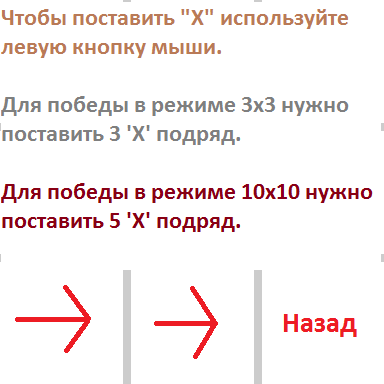 Чтобы поставить "X" используйте
левую кнопку мыши.
Для победы в режиме 3x3 нужно
поставить 3 'X' подряд.
Для победы в режиме 10x10 нужно
поставить 5 'X' подряд.
Назад